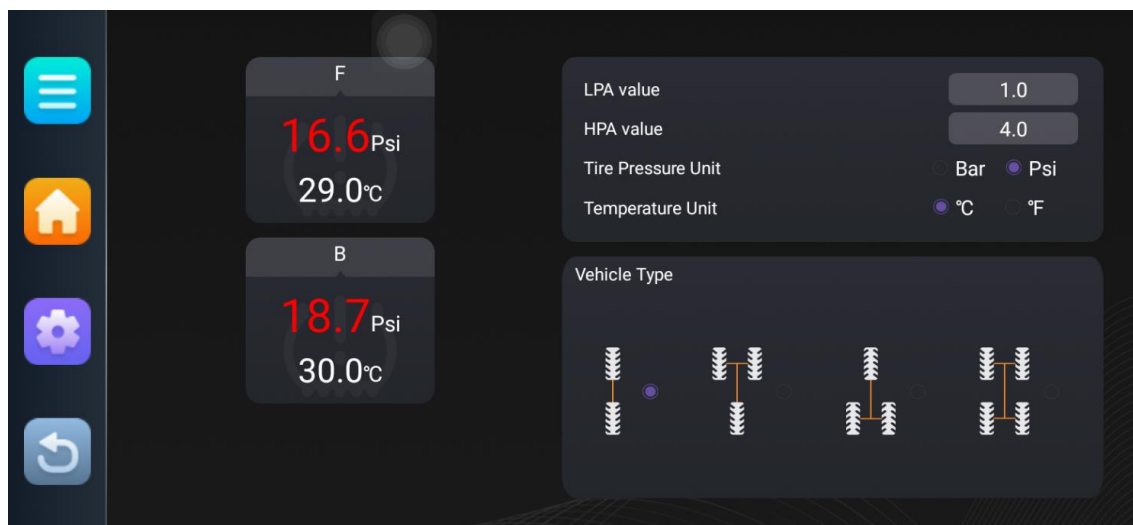 F
16.6Psi
29.0℃
B
18.7Psi
30.0℃
LPA value 1.0
HPA value 4.0
Tire Pressure Unit Bar Psi
Temperature Unit ℃ ℉
Vehicle Type